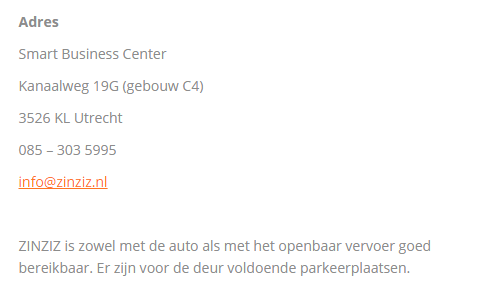 Adres
Smart Business Center
Kanaalweg 19G (gebouw C4)
3526 KL Utrecht
085 – 303 5995
info@zinziz.nl
ZINZIZ is zowel met de auto als met het openbaar vervoer goed
bereikbaar. Er zijn voor de deur voldoende parkeerplaatsen.